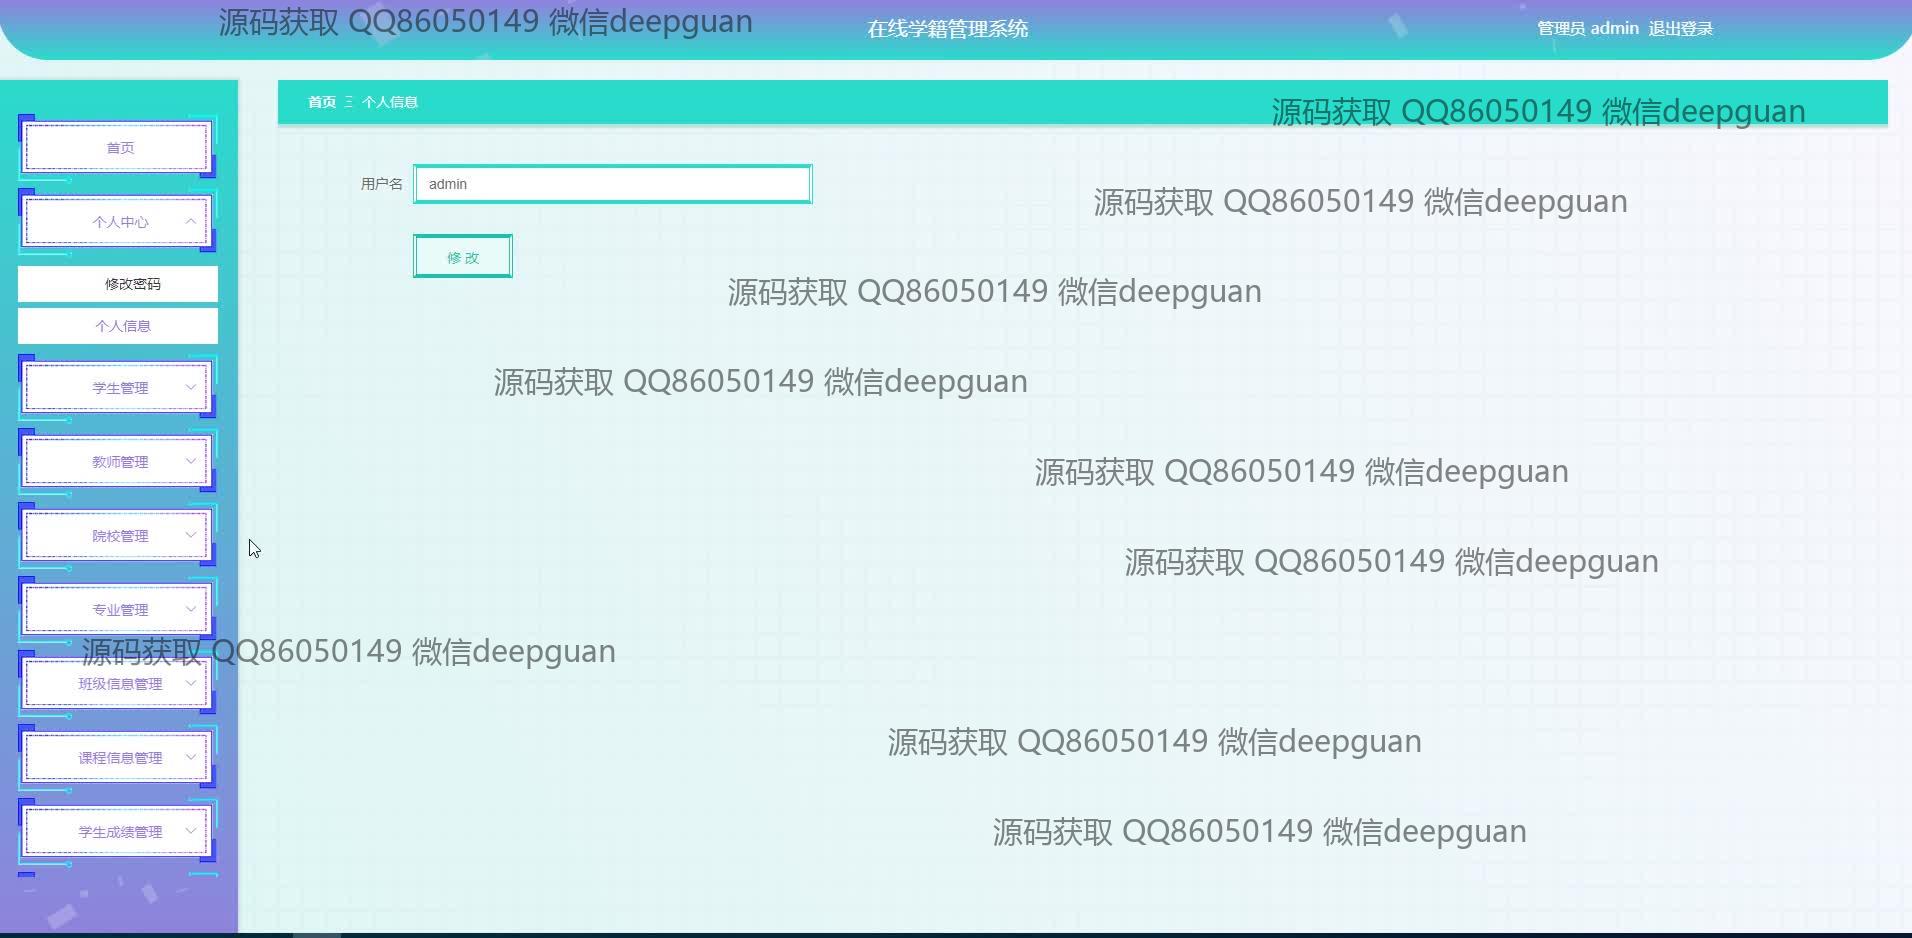 源码获取 QQ86050149 微信deepguan
在线学籍管理系统
管理员 admin 退出登录
首页 三 个人信息
源码获取 QQ86050149 微信deepguan
首页
用户名 admin
源码获取 QQ86050149 微信deepguan
个人中心
修 改
修改密码
源码获取 QQ86050149 微信deepguan
个人信息
学生管理
源码获取 QQ86050149 微信deepguan
教师管理
源码获取 QQ86050149 微信deepguan
院校管理
源码获取 QQ86050149 微信deepguan
专业管理
源码获取 QQ86050149 微信deepguan
班级信息管理
源码获取 QQ86050149 微信deepguan
课程信息管理
学生成绩管理
源码获取 QQ86050149 微信deepguan